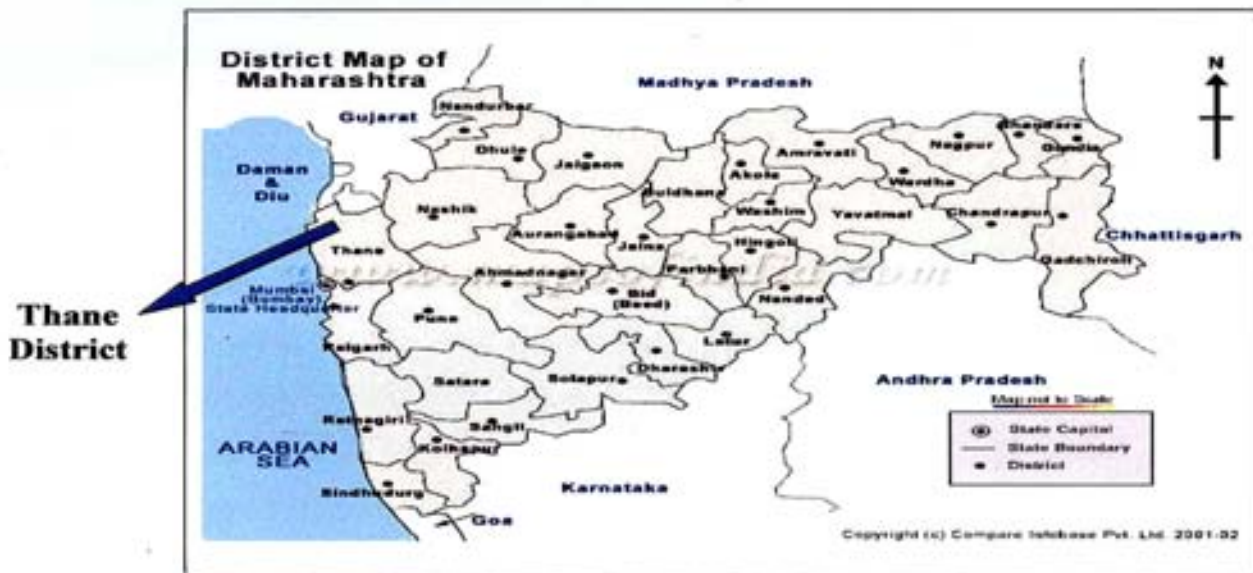 District Map of
Maharashtra
N
Madhya Pradesh
Gujarat
Nandurbar
Bhandara
Nagpur
Gondia
Dhule
Jalgaon
Amravati
Akola
Daman
&
Diu
Buldhana
Wardha
Nashik
Washim
Yavatmal
Chandrapur
Aurangabad
Jalna
Hingoli
Chhattisgarh
Thane
Parbhani
Gadchiroli
Ahmadnagar
Mumbai
(Bombay)
State Headquarter
Bid
(Beed)
Nanded
Thane
District
Pune
Latur
Raigarh
Satara
Solapur
Andhra Pradesh
Map not to Scale
State Capital
State Boundary
District
Ratnagiri
Sangli
ARABIAN
SEA
Kolhapur
Sindhudurg
Karnataka
Goa
Copyright (c) Compare Infobase Pvt. Ltd. 2001-02